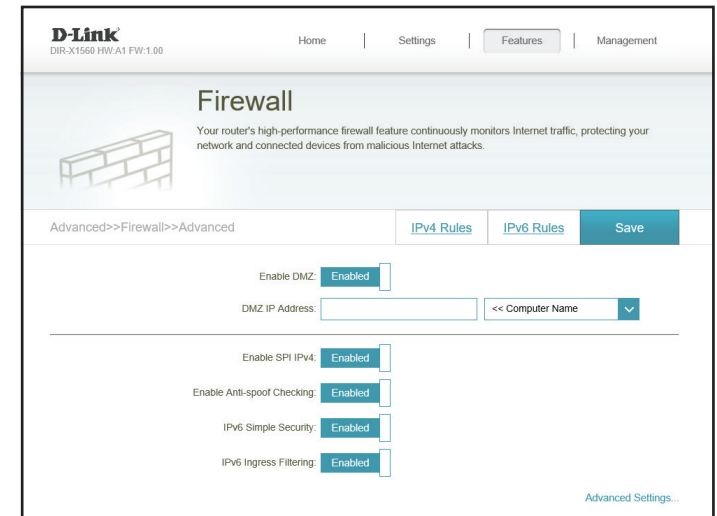 D-Link
DIR-X1560 HW:A1 FW:1.00
Home | Settings | Features | Management
Firewall
Your router's high-performance firewall feature continuously monitors Internet traffic, protecting your
network and connected devices from malicious Internet attacks.
Advanced>>Firewall>>Advanced IPv4 Rules IPv6 Rules Save
Enable DMZ: Enabled
DMZ IP Address: << Computer Name
Enable SPI IPv4: Enabled
Enable Anti-spoof Checking: Enabled
IPv6 Simple Security: Enabled
IPv6 Ingress Filtering: Enabled
Advanced Settings...